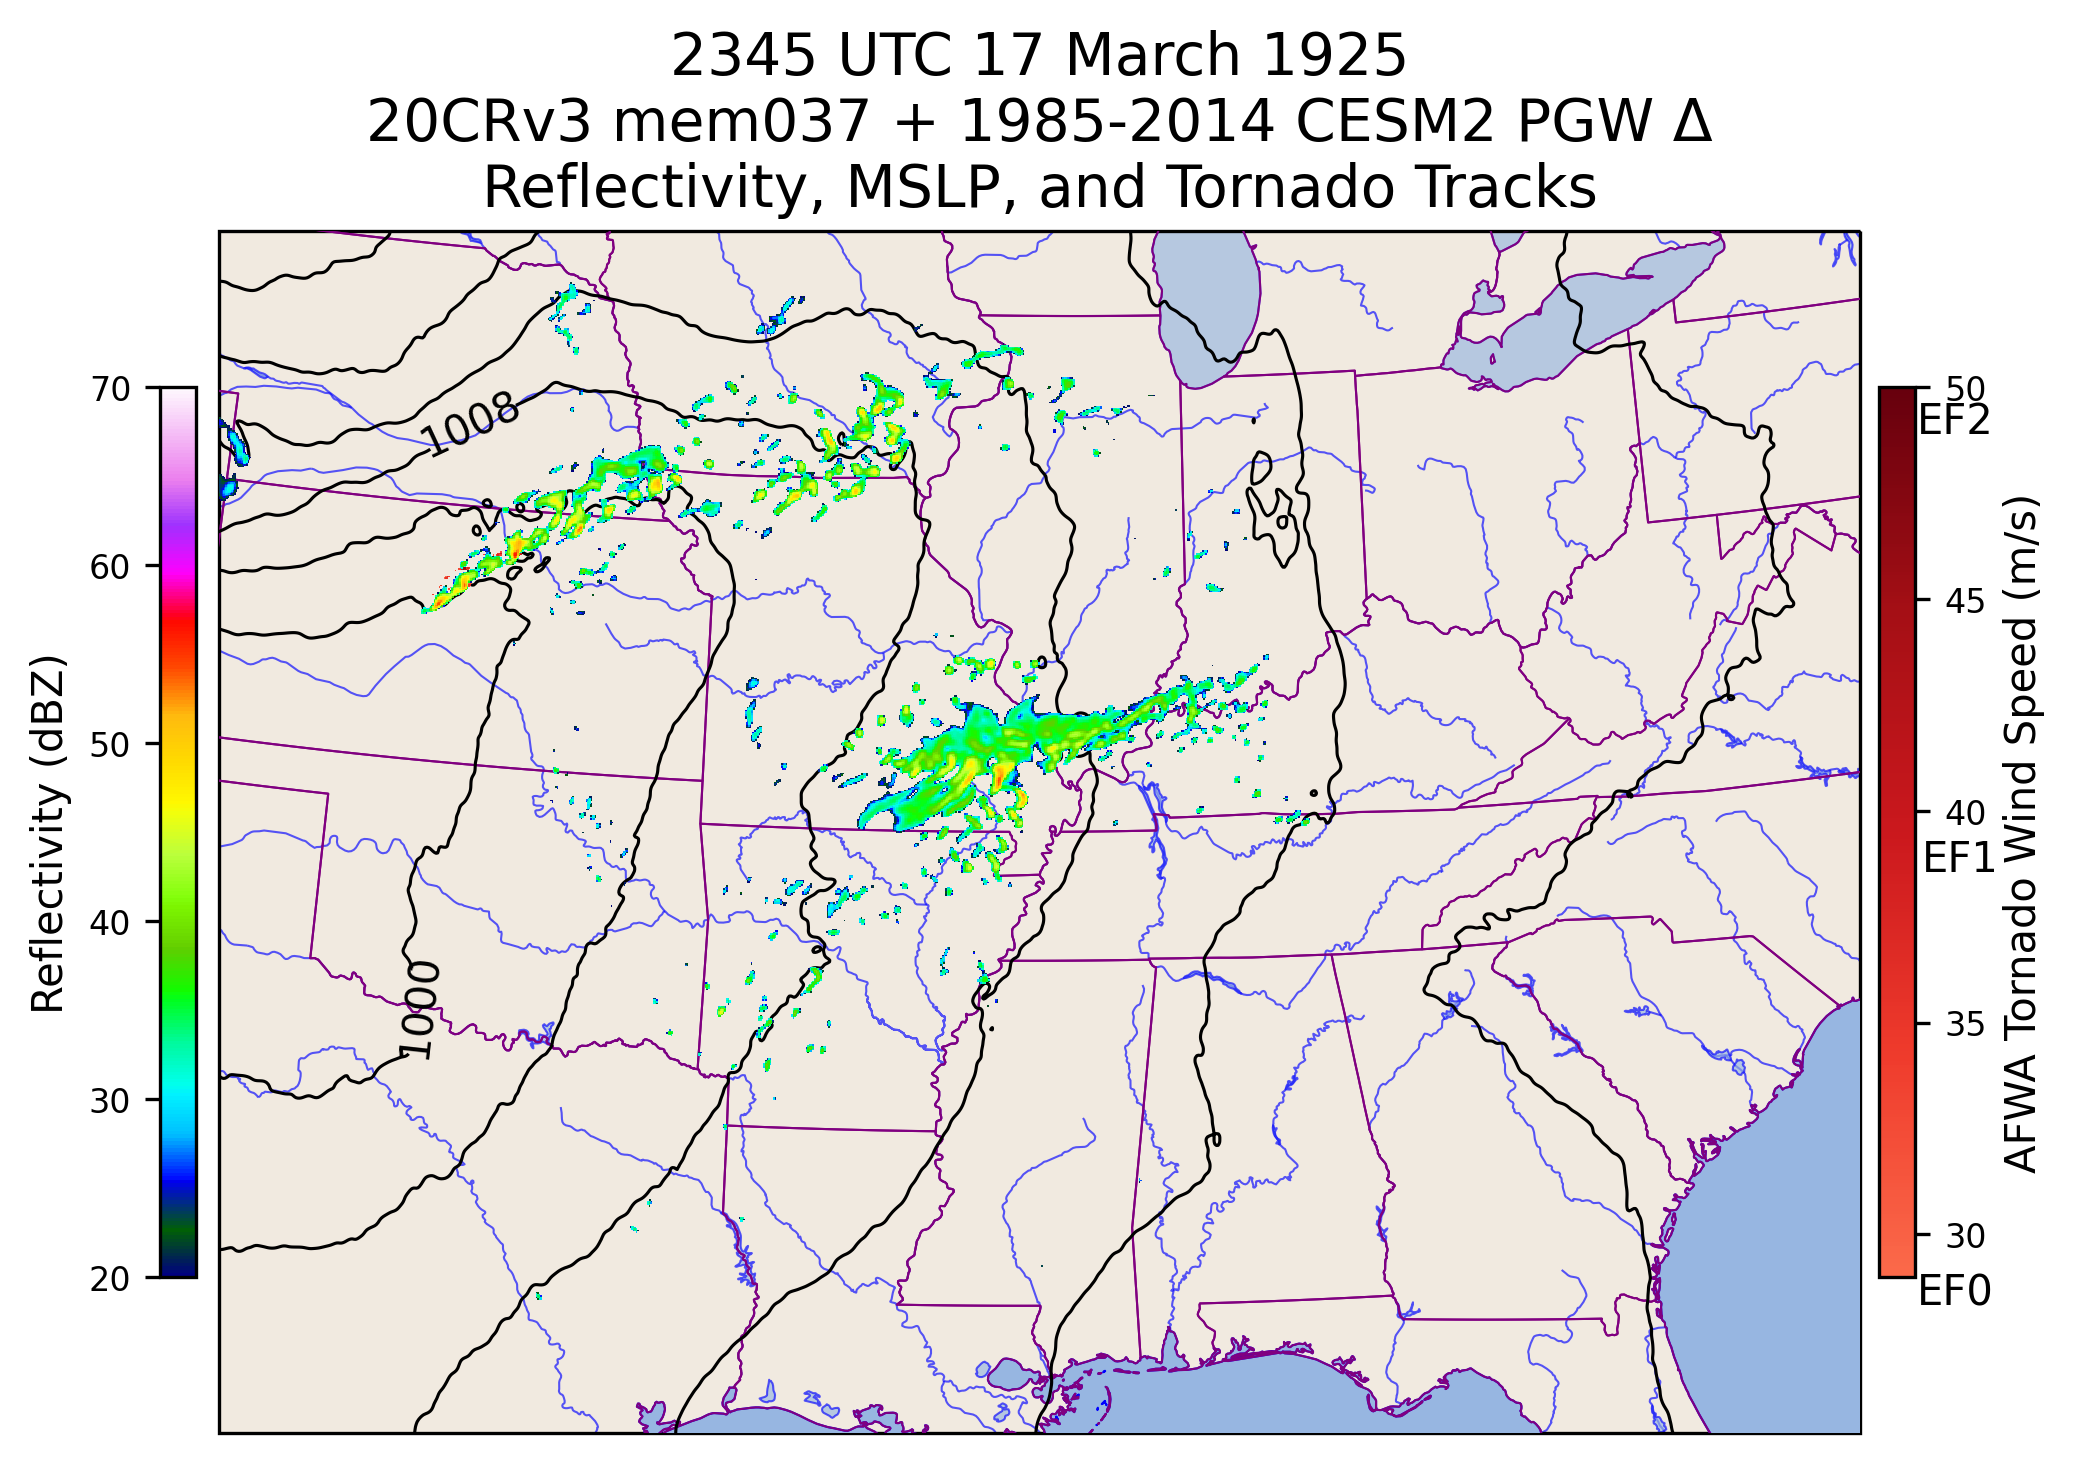 2345 UTC 17 March 1925
20CRv3 mem037 + 1985-2014 CESM2 PGW Δ
Reflectivity, MSLP, and Tornado Tracks
Reflectivity (dBZ)
70
60
50
40
30
20
1008
1000
50
EF2
45
40
EF1
35
30
EF0
AFWA Tornado Wind Speed (m/s)